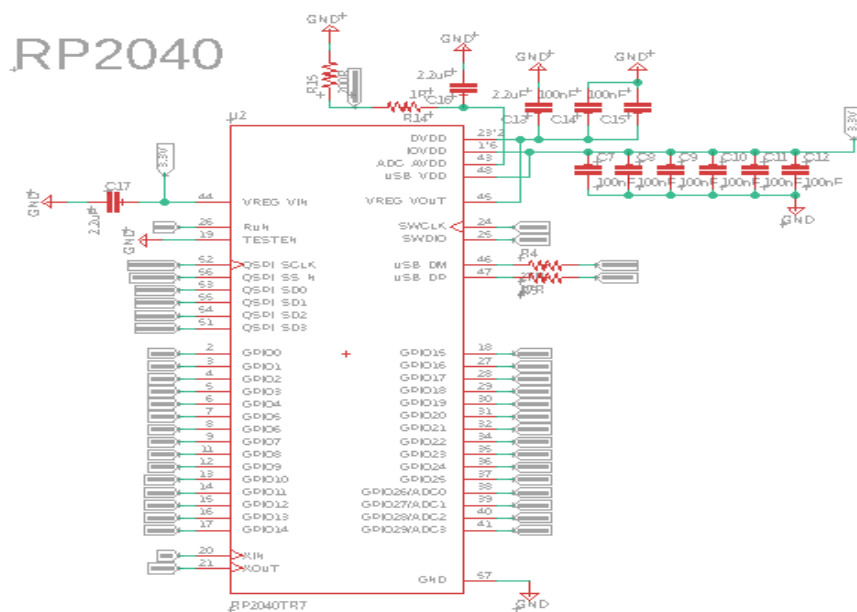 RP2040
GND
GND
GND
GND
R15
2.2uF
C16
1R
R14
2.2uF
C13
100nF
C14
100nF
C15
3.3V
U2
DVDD
IOVDD
ADC AVDD 43
USB VDD 48
C7
C8
C9
C10
C11
C12
100nF
100nF
100nF
100nF
100nF
100nF
GND
3.3V
C17
2.2uF
GND
44 VREG VIN
VREG VOUT 45
26 RUN
SWCLK 24
19 TESTEN
SWDIO 25
GND
52 QSPI SCLK
USB DM 46
R4
56 QSPI SS N
USB DP 47
53 QSPI SD0
55 QSPI SD1
54 QSPI SD2
51 QSPI SD3
2 GPIO0
GPIO15 18
3 GPIO1
GPIO16 27
4 GPIO2
GPIO17 28
5 GPIO3
GPIO18 29
6 GPIO4
GPIO19 30
7 GPIO5
GPIO20 31
8 GPIO6
GPIO21 32
9 GPIO7
GPIO22 34
11 GPIO8
GPIO23 35
12 GPIO9
GPIO24 36
13 GPIO10
GPIO25 37
14 GPIO11
GPIO26/ADC0 38
15 GPIO12
GPIO27/ADC1 39
16 GPIO13
GPIO28/ADC2 40
17 GPIO14
GPIO29/ADC3 41
20 XIN
21 XOUT
GND 57
GND
RP2040TR7